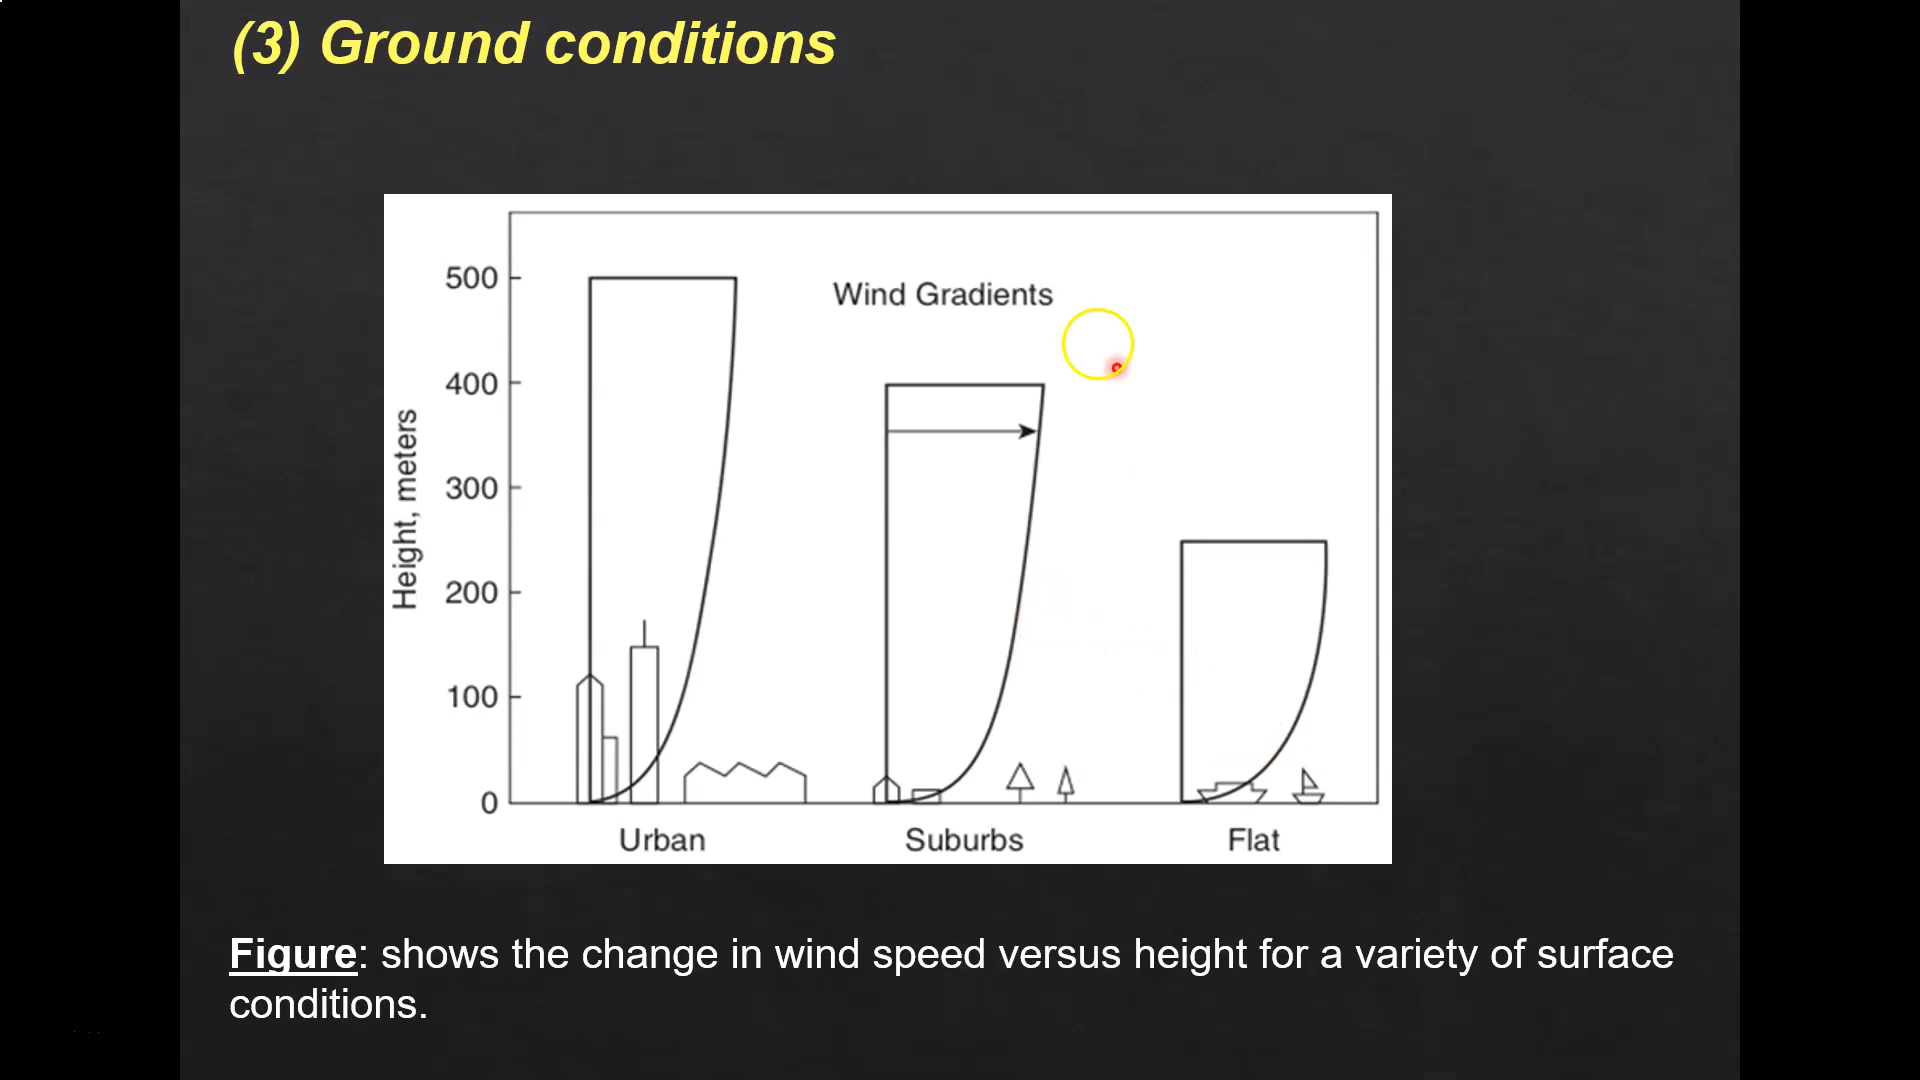 (3) Ground conditions
Wind Gradients
Height, meters
500
400
300
200
100
0
Urban
Suburbs
Flat
Figure: shows the change in wind speed versus height for a variety of surface
conditions.